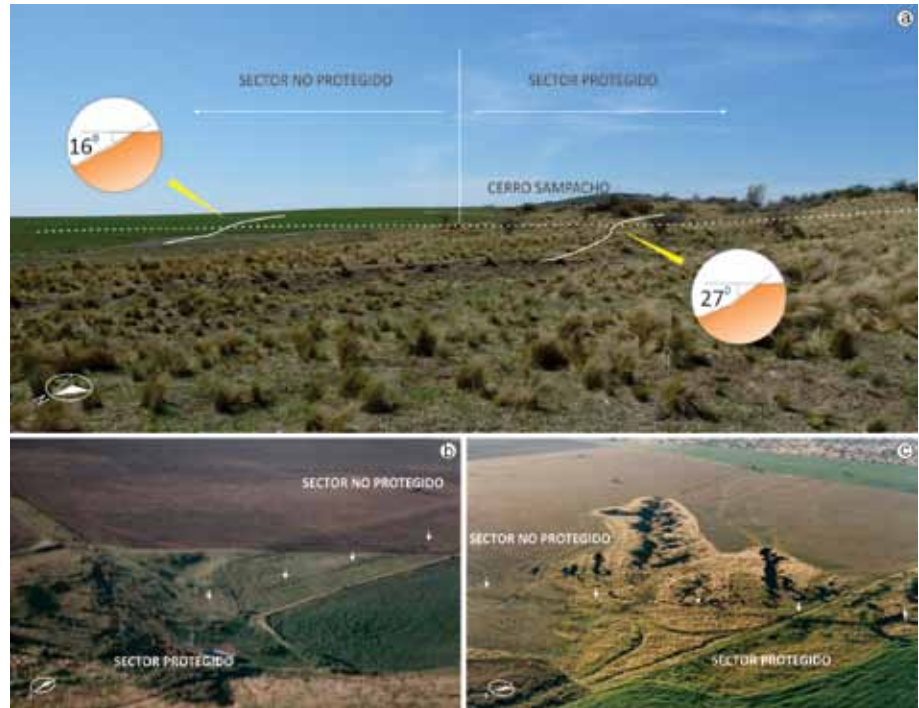 a
SECTOR NO PROTEGIDO
SECTOR PROTEGIDO
16°
CERRO SAMPACHO
27°
N
b
SECTOR NO PROTEGIDO
SECTOR PROTEGIDO
c
SECTOR NO PROTEGIDO
SECTOR PROTEGIDO